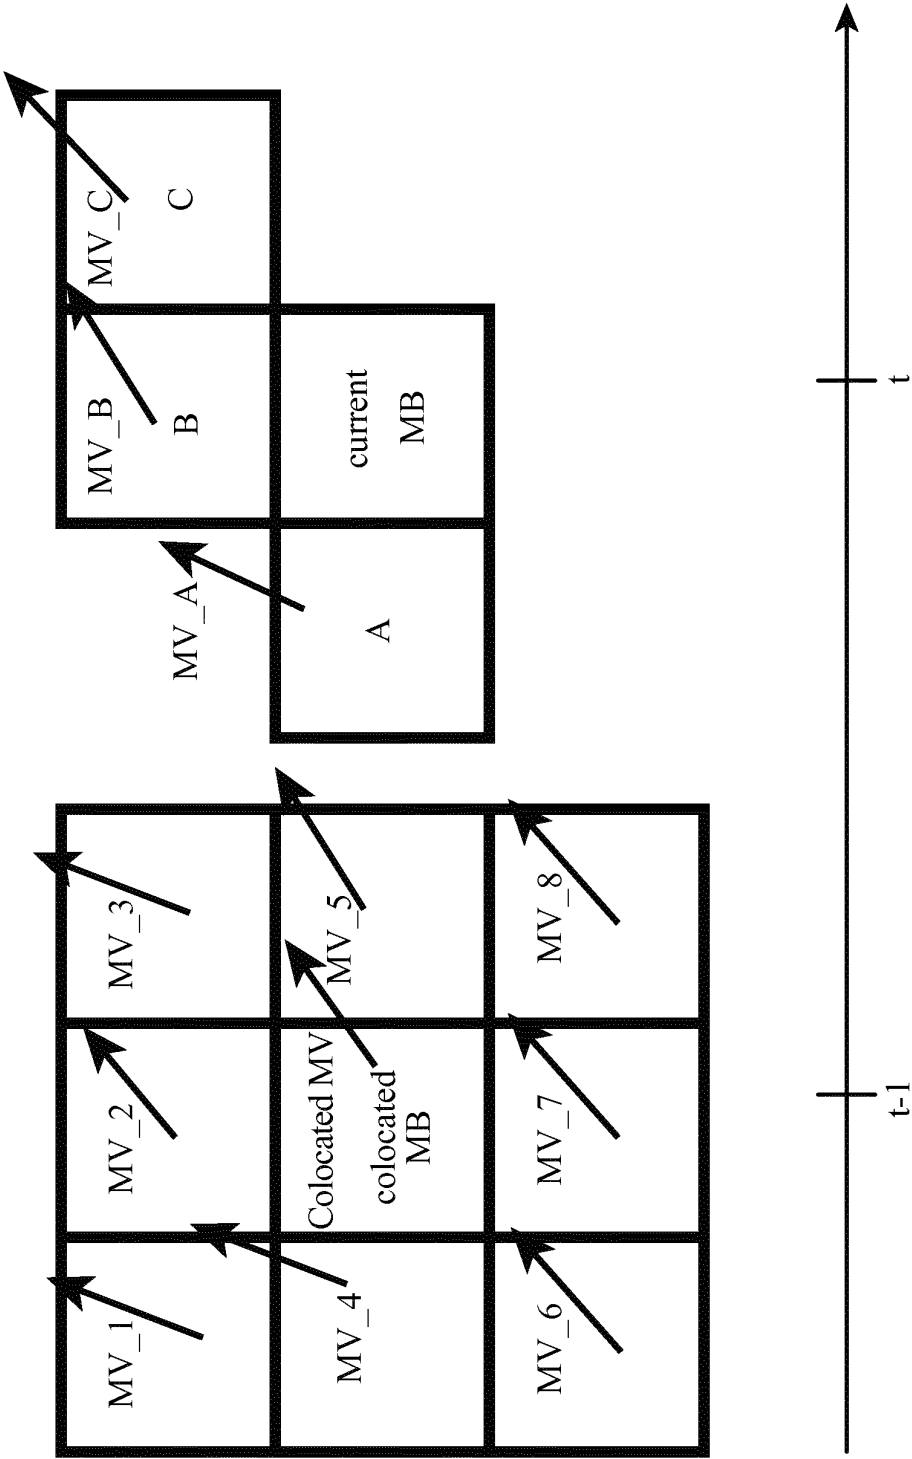 MV_1
MV_2
MV_3
MV_4
Colocated MV
colocated
MB
MV_5
MV_6
MV_7
MV_8
MV_A
A
MV_B
B
MV_C
C
current
MB
t-1
t